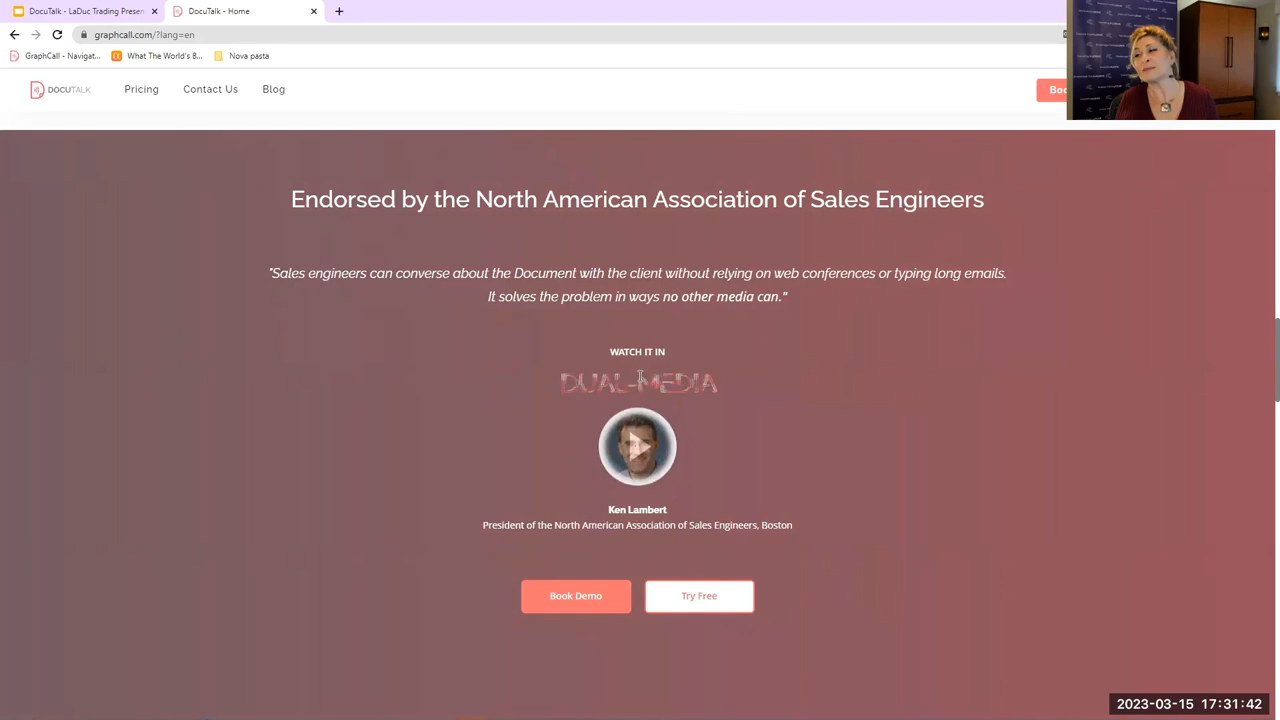 DocuTalk - LaDuc Trading Presen
DocuTalk - Home
graphcall.com/?lang=en
GraphCall - Navigat...
What The World's B...
Nova pasta
DOCUTALK
Pricing
Contact Us
Blog
Boo
Endorsed by the North American Association of Sales Engineers
"Sales engineers can converse about the Document with the client without relying on web conferences or typing long emails.
It solves the problem in ways no other media can."
WATCH IT IN
DUAL-MEDIA
Ken Lambert
President of the North American Association of Sales Engineers, Boston
Book Demo
Try Free
2023-03-15 17:31:42